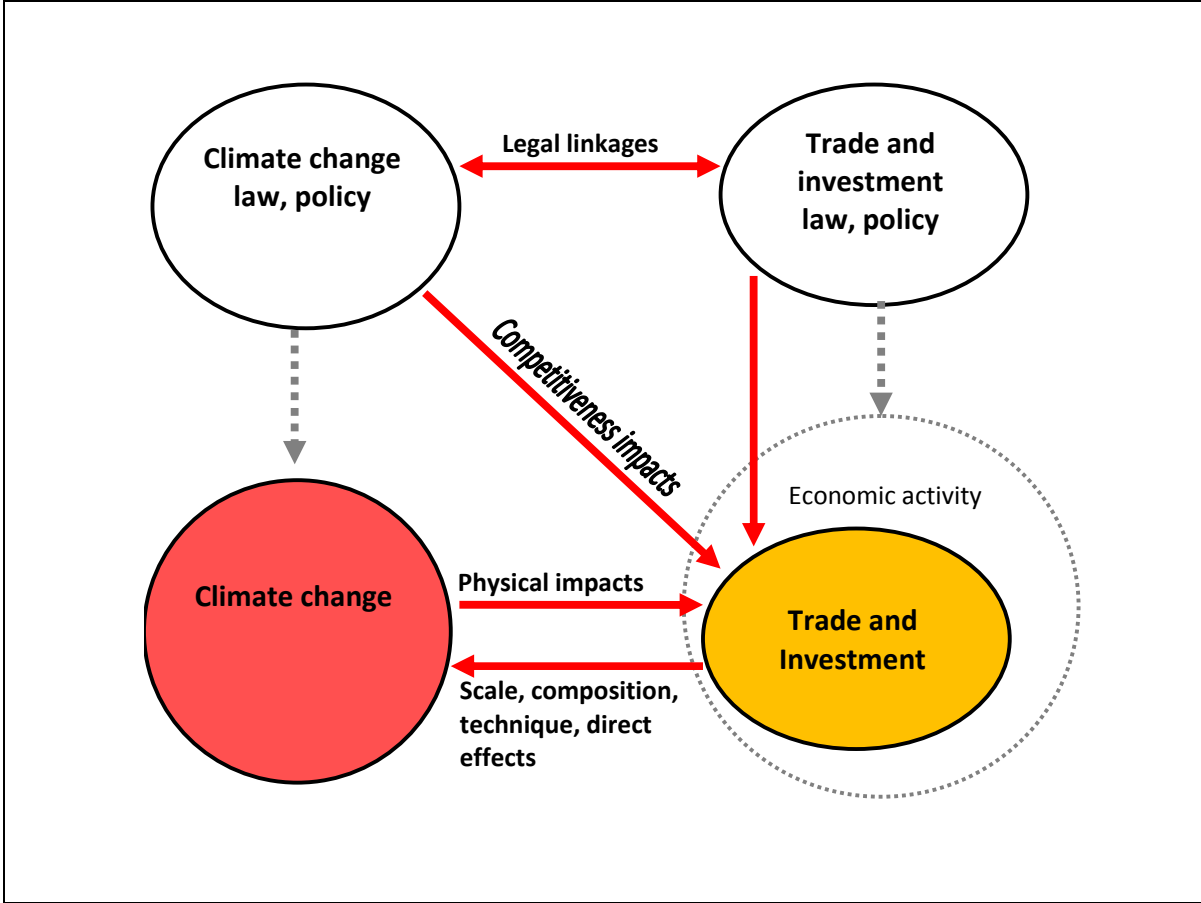 Climate change
law, policy
Legal linkages
Trade and
investment
law, policy
Competitiveness impacts
Economic activity
Climate change
Physical impacts
Trade and
Investment
Scale, composition,
technique, direct
effects